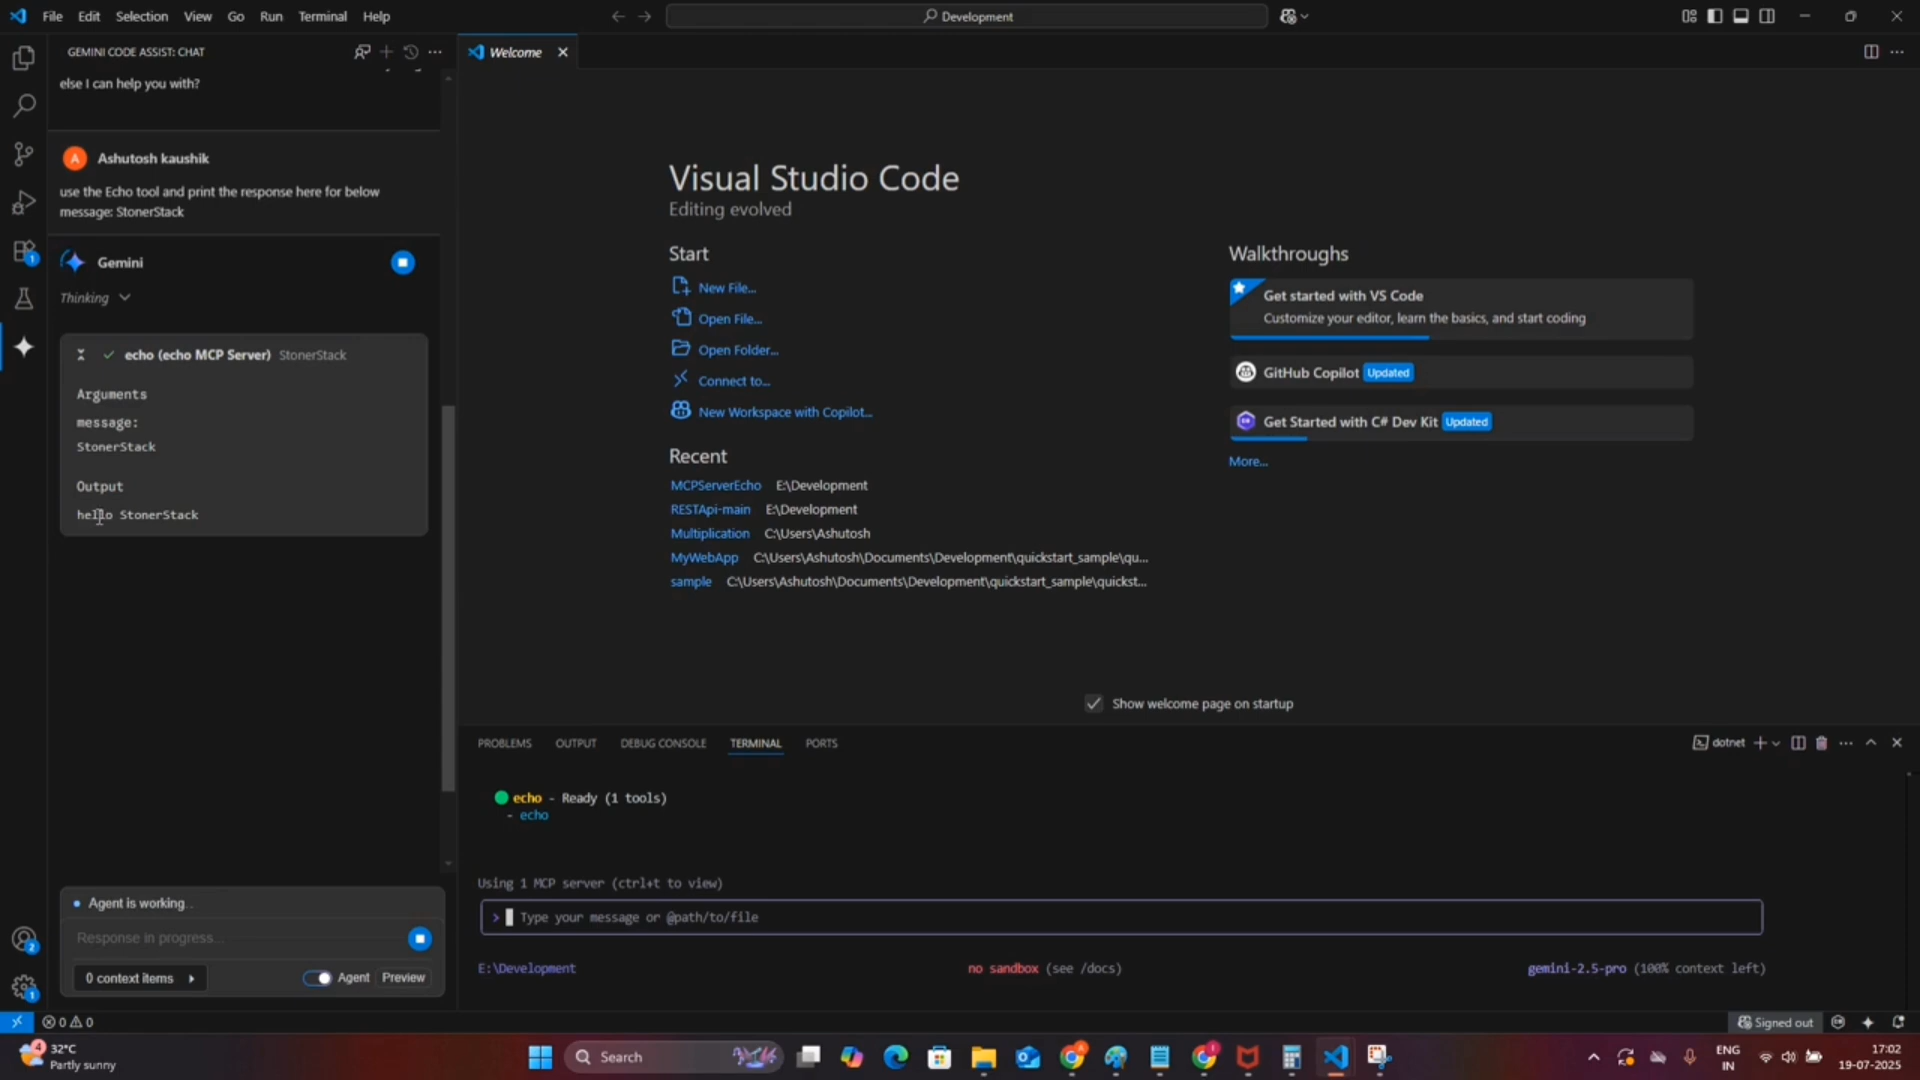 File Edit Selection View Go Run Terminal Help
Development
GEMINI CODE ASSIST: CHAT
Welcome
else I can help you with?
A Ashutosh kaushik
use the Echo tool and print the response here for below
message: StonerStack
Gemini
Thinking
echo (echo MCP Server) StonerStack
Arguments
message:
StonerStack
Output
hello StonerStack
Agent is working..
Response in progress...
0 context items
Agent Preview
Visual Studio Code
Editing evolved
Start
New File...
Open File...
Open Folder...
Connect to...
New Workspace with Copilot...
Recent
MCPServerEcho E:\Development
RESTApi-main E:\Development
Multiplication C:\Users\Ashutosh
MyWebApp C:\Users\Ashutosh\Documents\Development\quickstart_sample\qu...
sample C:\Users\Ashutosh\Documents\Development\quickstart_sample\quickst...
Walkthroughs
Get started with VS Code
Customize your editor, learn the basics, and start coding
GitHub Copilot Updated
Get Started with C# Dev Kit Updated
More...
Show welcome page on startup
PROBLEMS OUTPUT DEBUG CONSOLE TERMINAL PORTS
dotnet
echo - Ready (1 tools)
- echo
Using 1 MCP server (ctrl+t to view)
> Type your message or @path/to/file
E:\Development no sandbox (see /docs) gemini-2.5-pro (100% context left)
1
2
1
0 0
Signed out
4
32°C
Partly sunny
Search
ENG
IN
17:02
19-07-2025